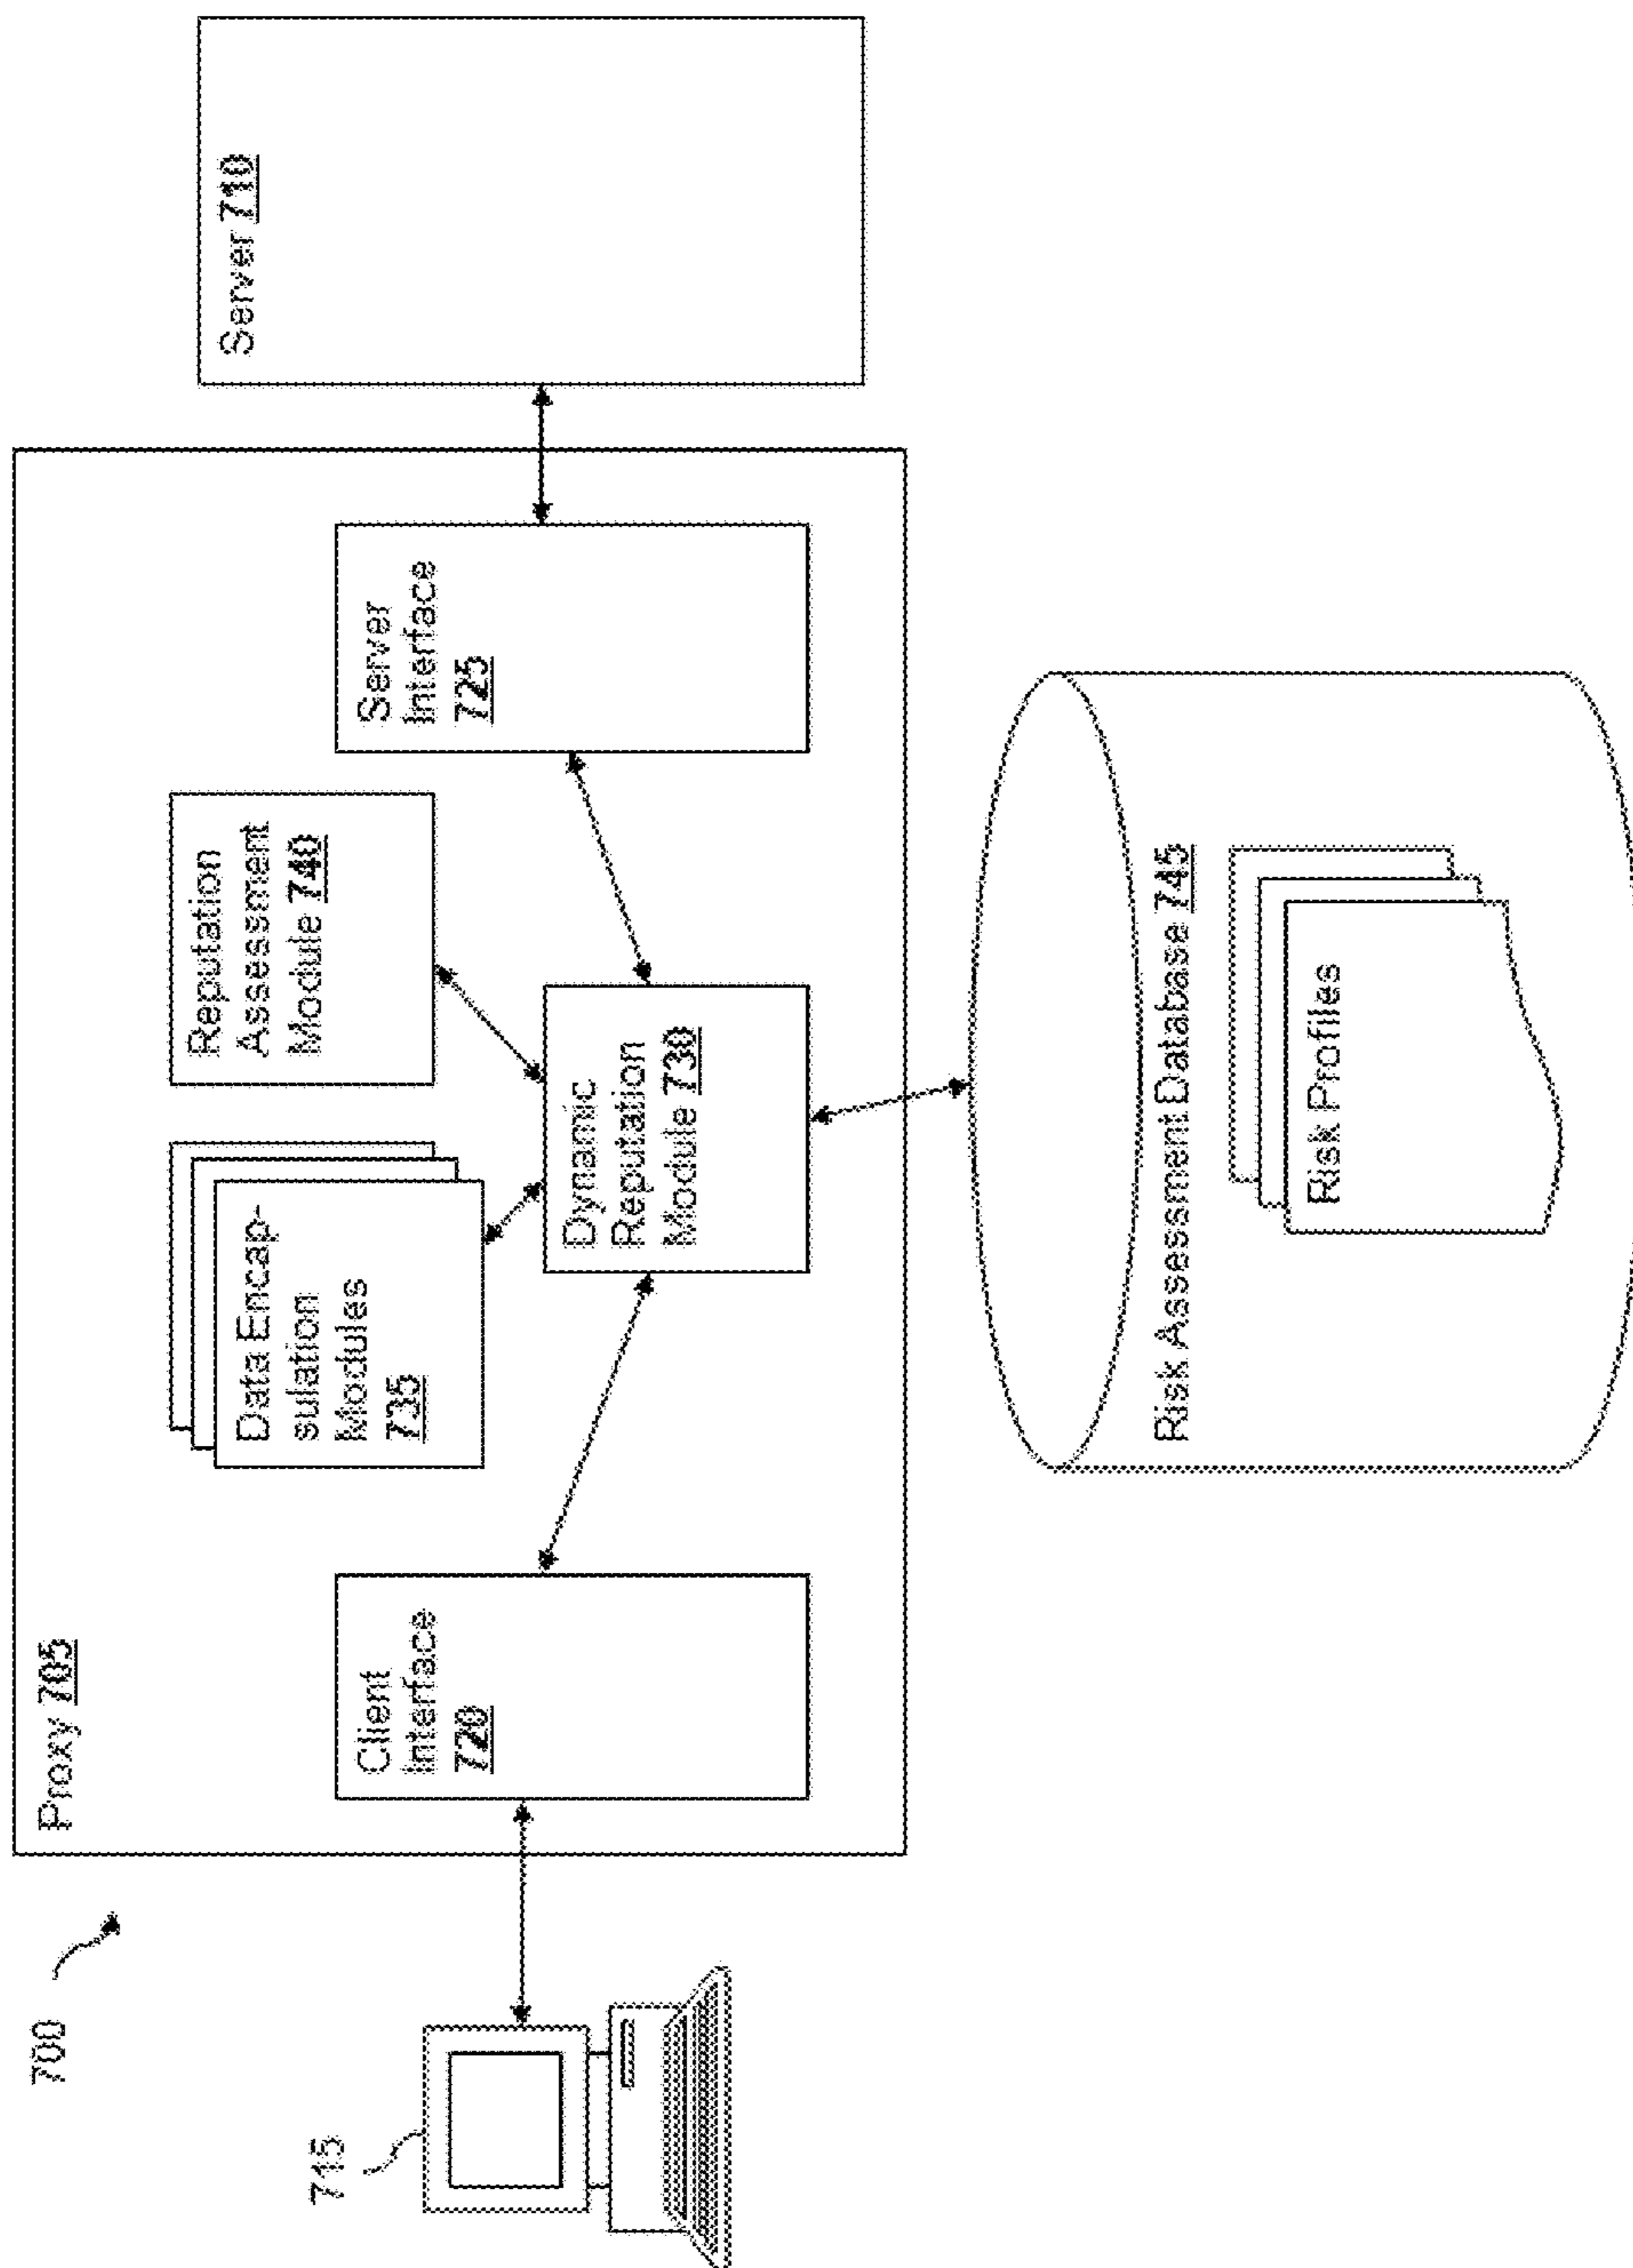 700
715
Proxy 705
Client
Interface
720
Data Encap-
sulation
Modules
735
Reputation
Assessment
Module 740
Dynamic
Reputation
Module 730
Server
Interface
725
Server 710
Risk Assessment Database 745
Risk Profiles